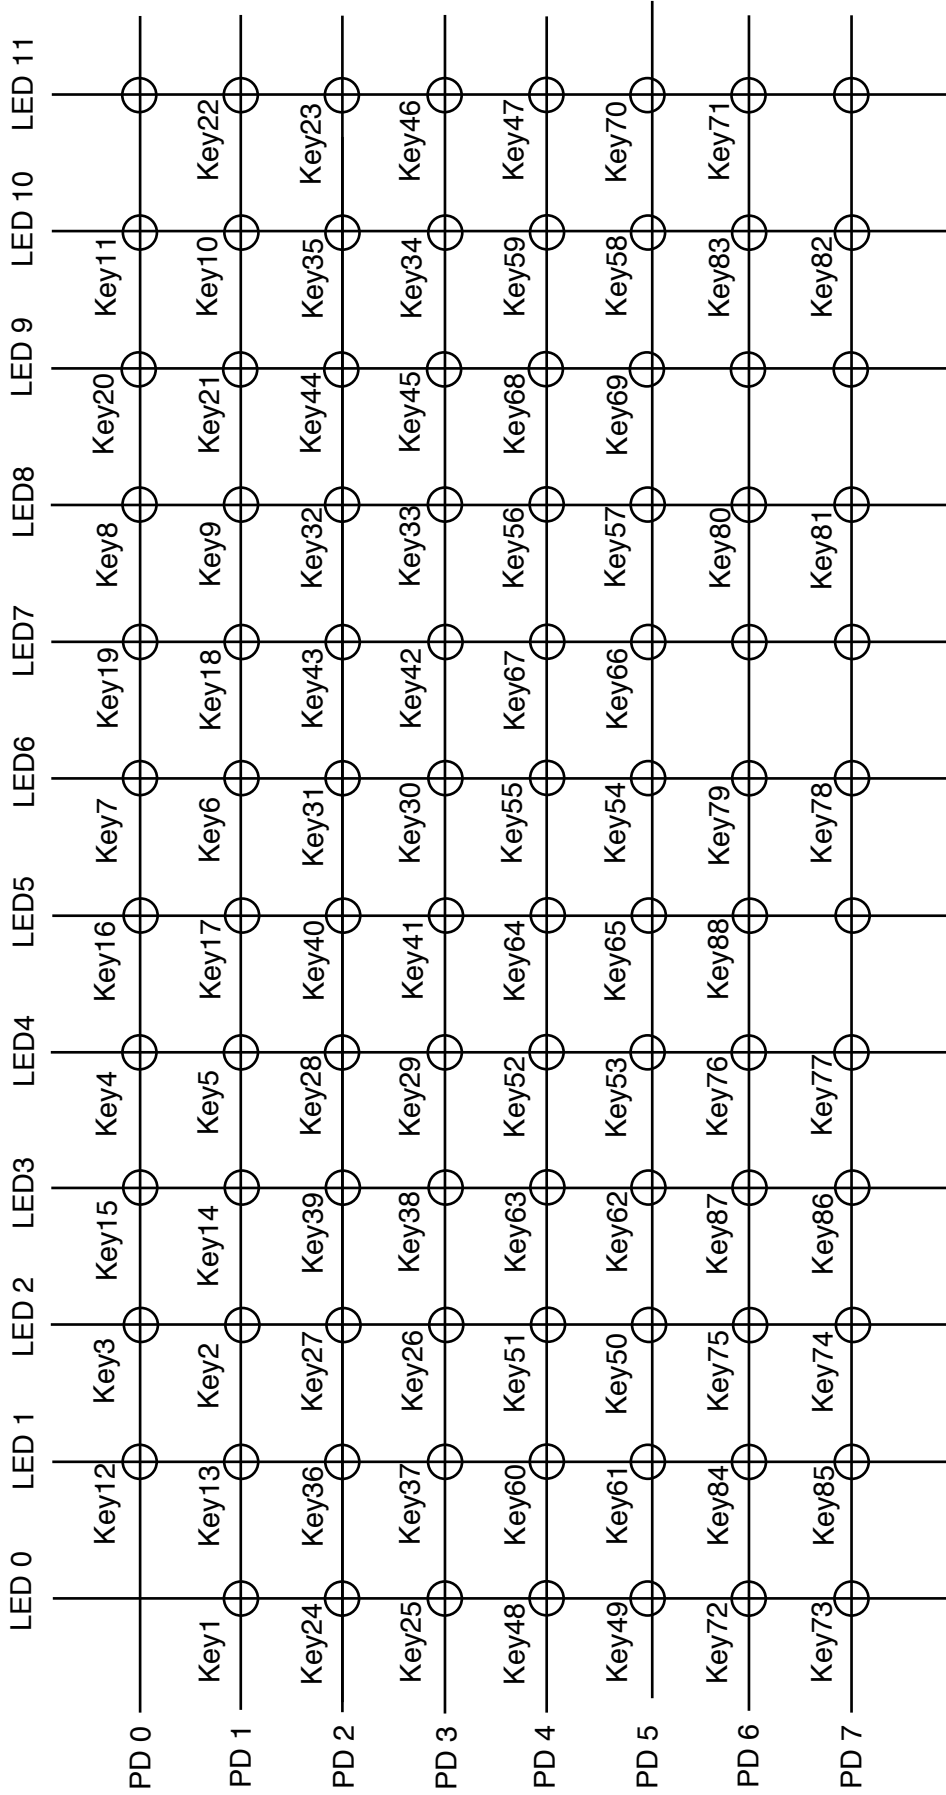 LED 0 LED 1 LED 2 LED3 LED4 LED5 LED6 LED7 LED8 LED 9 LED 10 LED 11
PD 0 Key12 Key3 Key15 Key4 Key16 Key7 Key19 Key8 Key20 Key11
PD 1 Key1 Key13 Key2 Key14 Key5 Key17 Key6 Key18 Key9 Key21 Key10 Key22
PD 2 Key24 Key36 Key27 Key39 Key28 Key40 Key31 Key43 Key32 Key44 Key35 Key23
PD 3 Key25 Key37 Key26 Key38 Key29 Key41 Key30 Key42 Key33 Key45 Key34 Key46
PD 4 Key48 Key60 Key51 Key63 Key52 Key64 Key55 Key67 Key56 Key68 Key59 Key47
PD 5 Key49 Key61 Key50 Key62 Key53 Key65 Key54 Key66 Key57 Key69 Key58 Key70
PD 6 Key72 Key84 Key75 Key87 Key76 Key88 Key79 Key80 Key83 Key71
PD 7 Key73 Key85 Key74 Key86 Key77 Key78 Key81 Key82